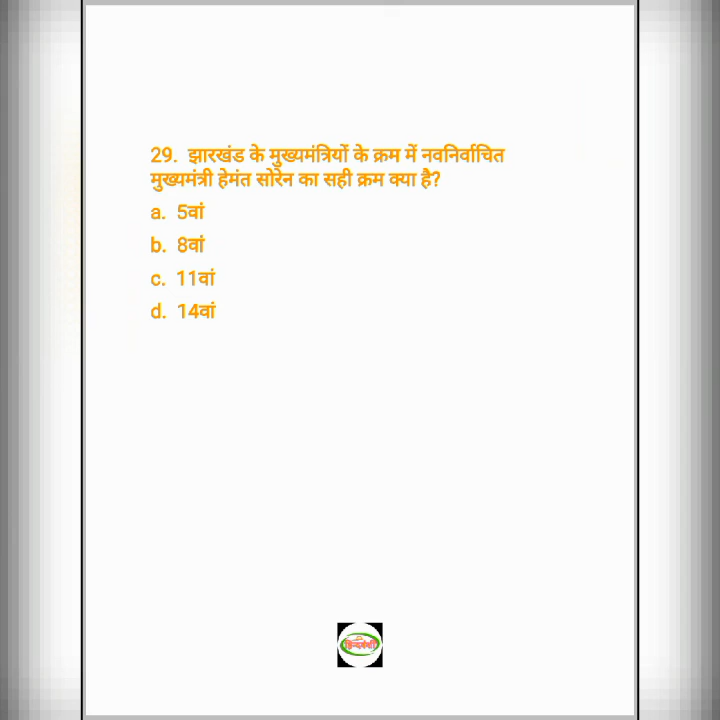 29. झारखंड के मुख्यमंत्रियों के क्रम में नवनिर्वाचित
मुख्यमंत्री हेमंत सोरेन का सही क्रम क्या है?
a. 5वां
b. 8वां
c. 11वां
d. 14वां